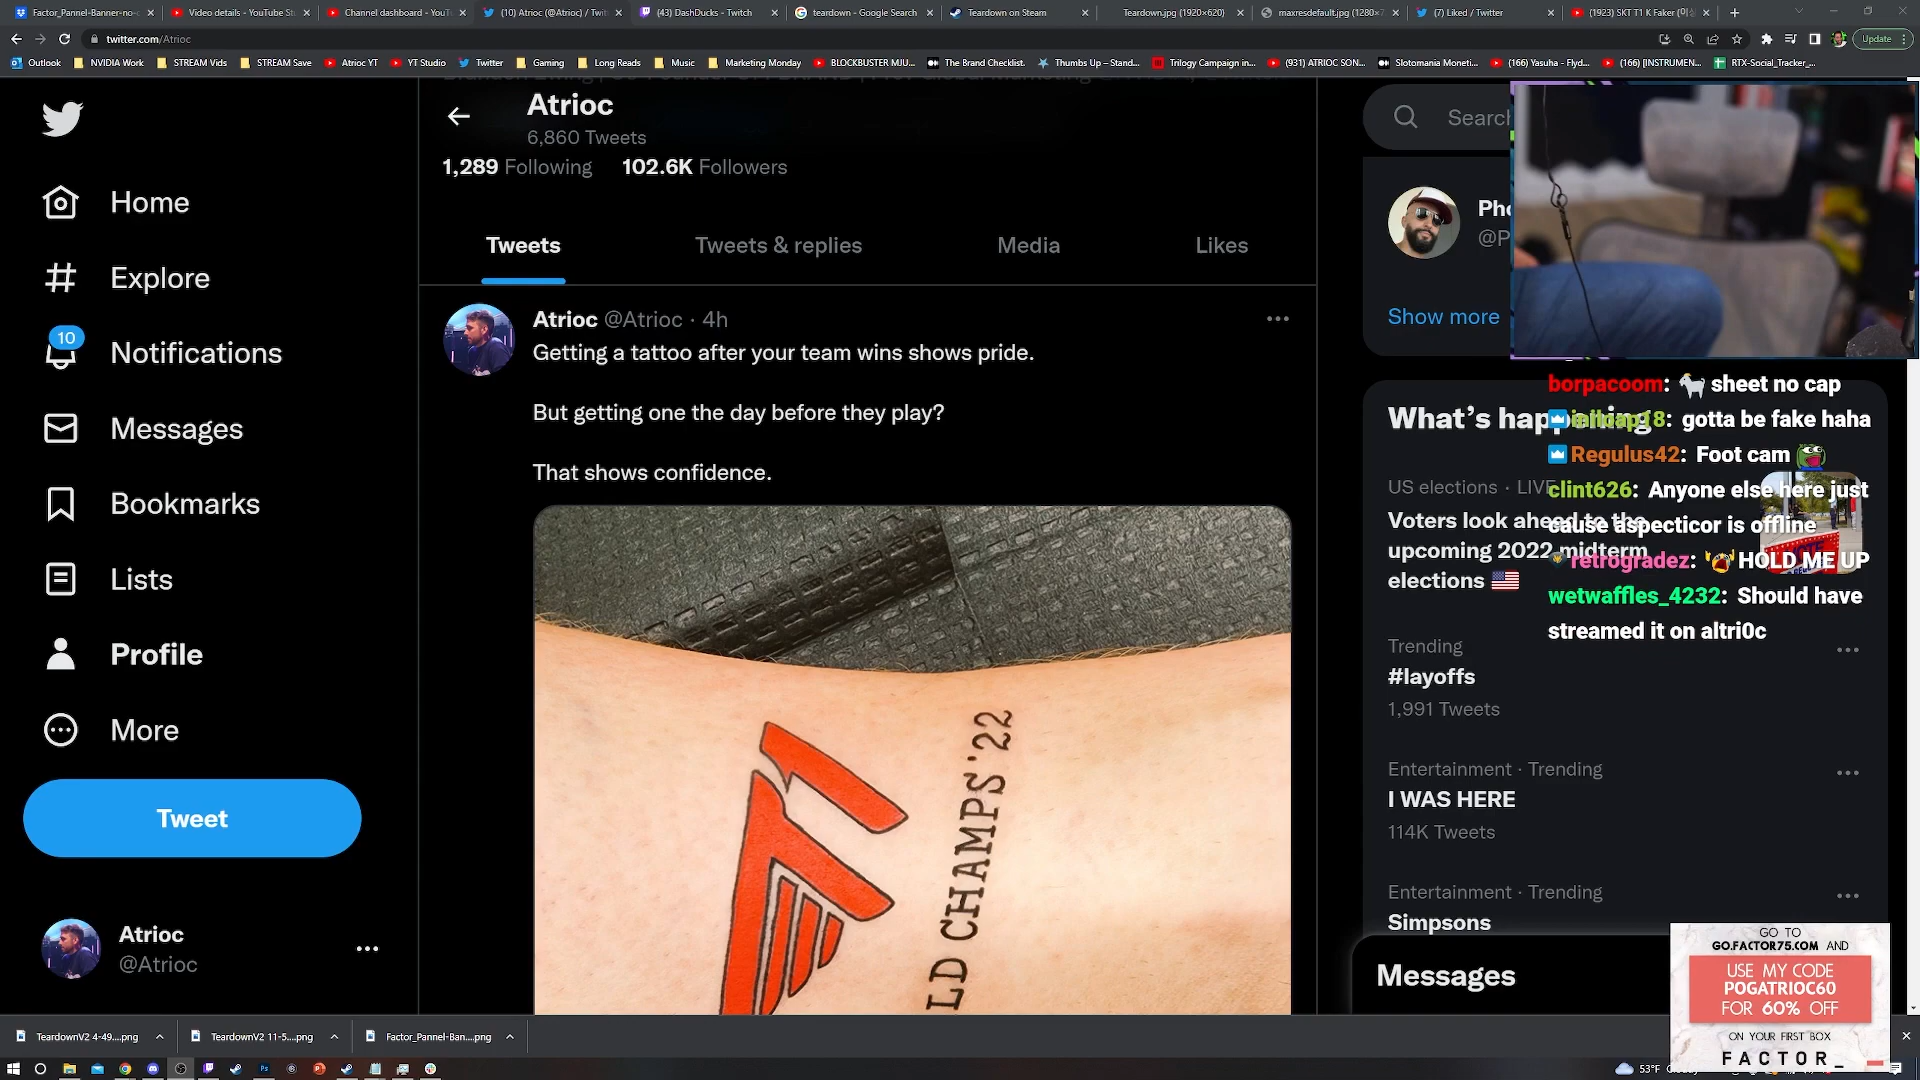 Factor_Pannel-Banner-no-
Video details - YouTube St
Channel dashboard - YouT
(10) Atrioc (@Atrioc) / Twit
(43) DashDucks - Twitch
teardown - Google Search
Teardown on Steam
Teardown.jpg (1920×620)
maxresdefault.jpg (1280×7
(7) Liked / Twitter
(1923) SKT T1 K Faker
twitter.com/Atrioc
Update
Outlook
NVIDIA Work
STREAM Vids
STREAM Save
Atrioc YT
YT Studio
Twitter
Gaming
Long Reads
Music
Marketing Monday
BLOCKBUSTER MUU...
The Brand Checklist.
Thumbs Up – Stand...
Trilogy Campaign in...
(931) ATRIOC SON...
Slotomania Moneti...
(166) Yasuha - Flyd...
(166) [INSTRUMEN...
RTX-Social_Tracker_...
Atrioc
6,860 Tweets
1,289 Following 102.6K Followers
Tweets
Tweets & replies
Media
Likes
Home
Explore
10
Notifications
Messages
Bookmarks
Lists
Profile
More
Tweet
Atrioc
@Atrioc
Atrioc @Atrioc · 4h
Getting a tattoo after your team wins shows pride.
But getting one the day before they play?
That shows confidence.
T1
LD CHAMPS '22
Search
Pho
@P
Show more
What's happening
US elections · LIVE
Voters look ahead to the
upcoming 2022 midterm
elections
Trending
#layoffs
1,991 Tweets
Entertainment · Trending
I WAS HERE
114K Tweets
Entertainment · Trending
Simpsons
Messages
borpacoom: sheet no cap
gotta be fake haha
Regulus42: Foot cam
clint626: Anyone else here just
cause aspecticor is offline
retrogradez: HOLD ME UP
wetwaffles_4232: Should have
streamed it on altri0c
GO TO
GO.FACTOR75.COM AND
USE MY CODE
POGATRIOC60
FOR 60% OFF
ON YOUR FIRST BOX
FACTOR_
TeardownV2 4-49....png
TeardownV2 11-5....png
Factor_Pannel-Ban....png
53°F